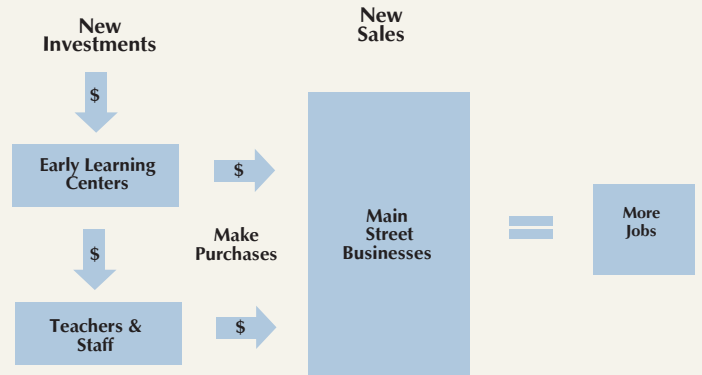 New
Investments
New
Sales
$
Early Learning
Centers
$
$
Make
Purchases
Main
Street
Businesses
More
Jobs
Teachers &
Staff
$